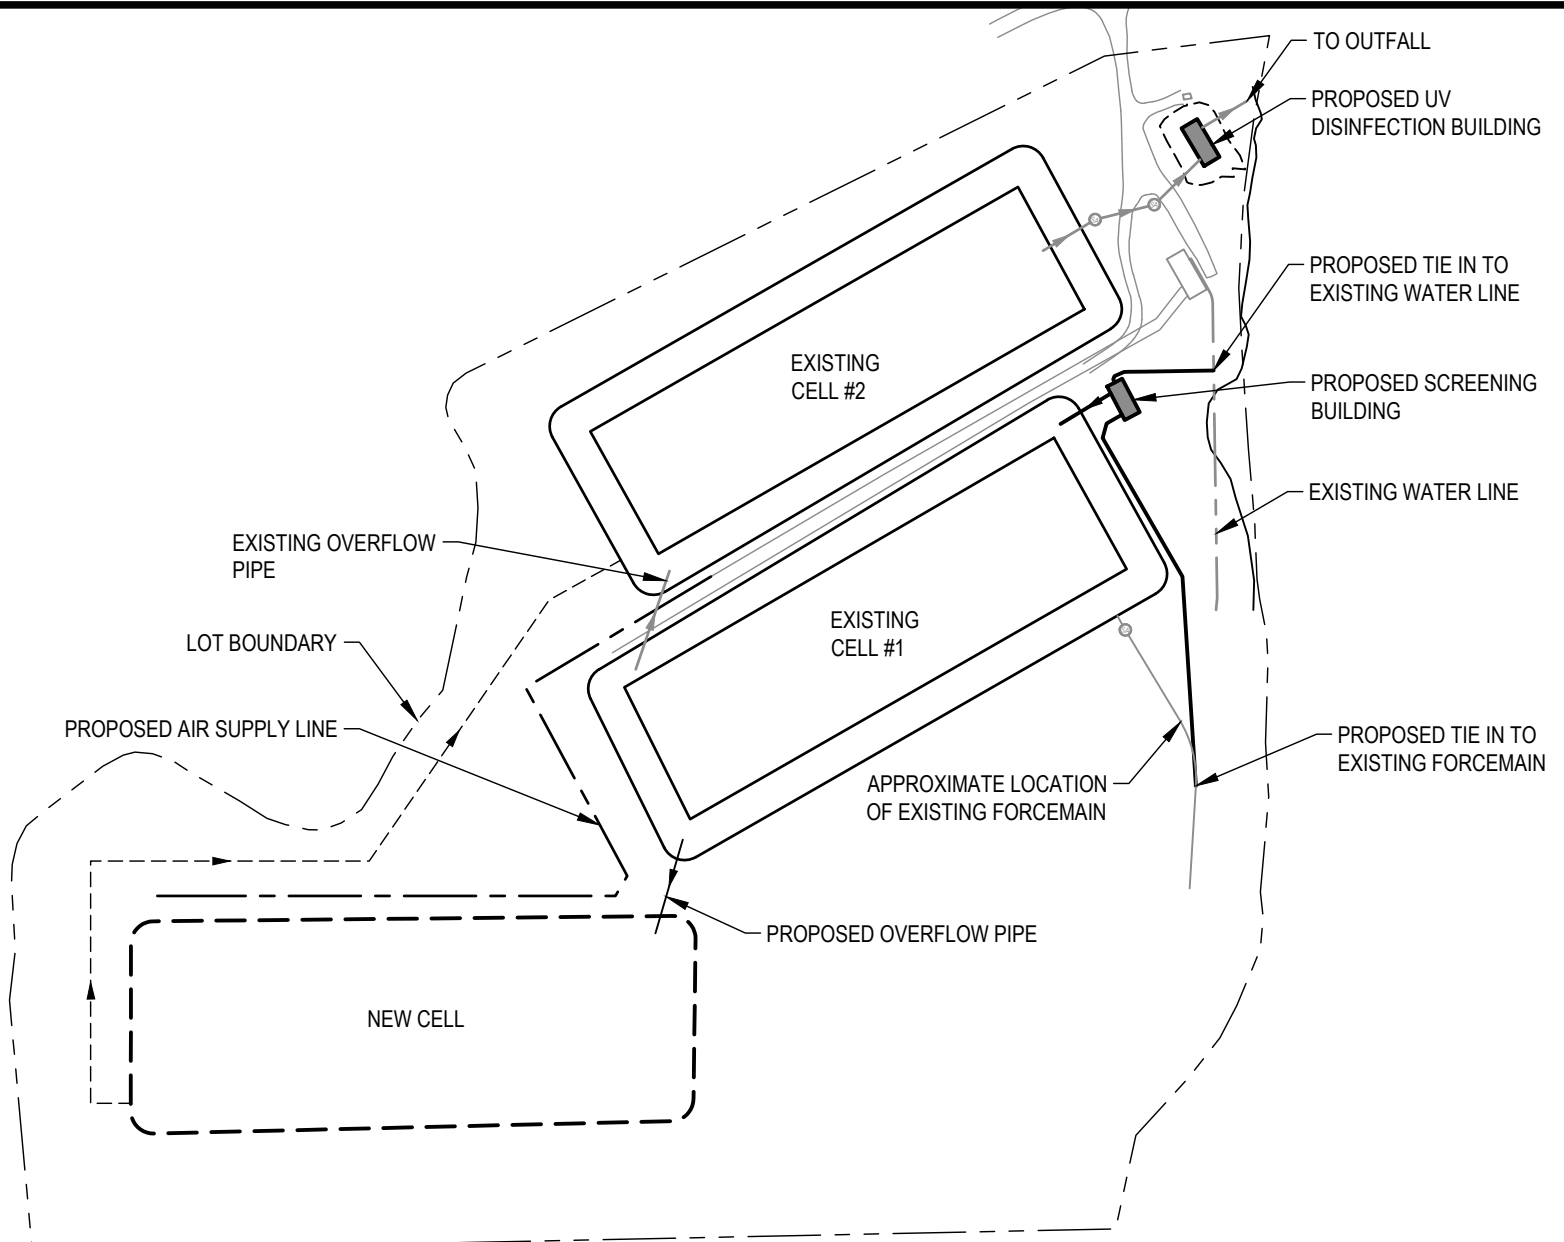 TO OUTFALL
PROPOSED UV
DISINFECTION BUILDING
PROPOSED TIE IN TO
EXISTING WATER LINE
EXISTING
CELL #2
PROPOSED SCREENING
BUILDING
EXISTING WATER LINE
EXISTING OVERFLOW
PIPE
EXISTING
CELL #1
LOT BOUNDARY
PROPOSED AIR SUPPLY LINE
PROPOSED TIE IN TO
EXISTING FORCEMAIN
APPROXIMATE LOCATION
OF EXISTING FORCEMAIN
PROPOSED OVERFLOW PIPE
NEW CELL